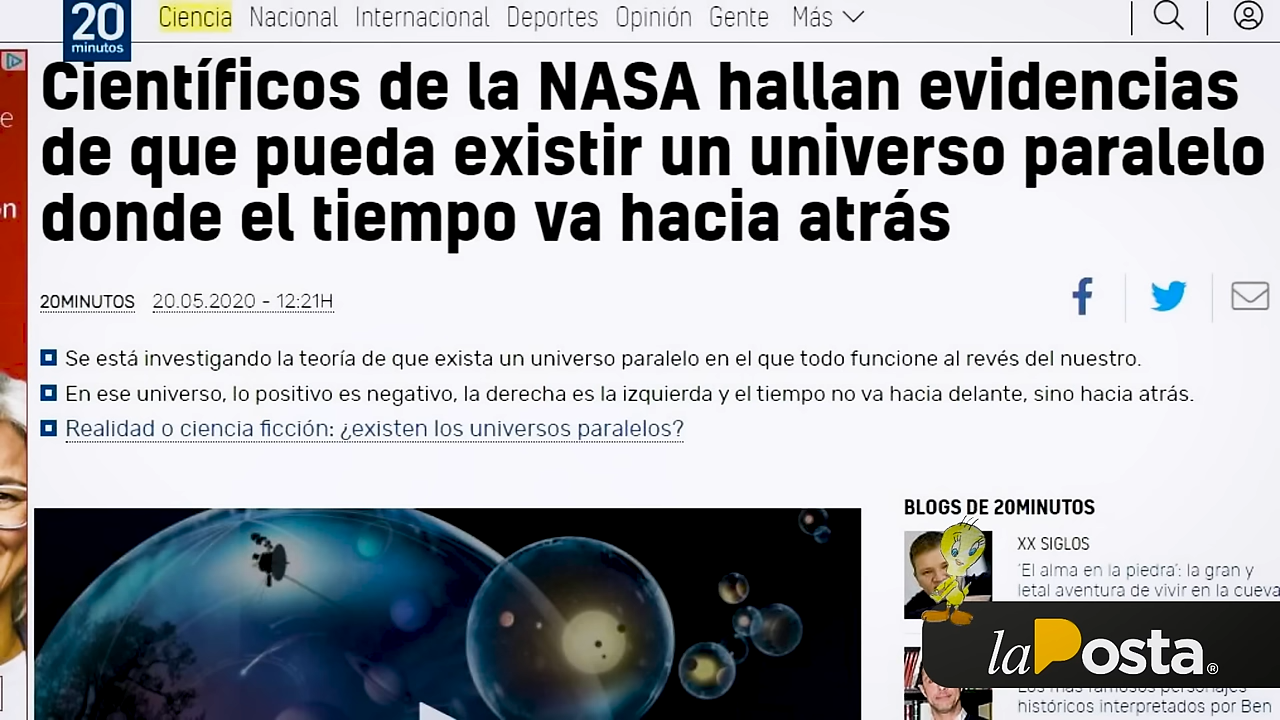 20
minutos
Ciencia Nacional Internacional Deportes Opinión Gente Más
Científicos de la NASA hallan evidencias
de que pueda existir un universo paralelo
donde el tiempo va hacia atrás
20MINUTOS 20.05.2020 - 12:21H
Se está investigando la teoría de que exista un universo paralelo en el que todo funcione al revés del nuestro.
En ese universo, lo positivo es negativo, la derecha es la izquierda y el tiempo no va hacia delante, sino hacia atrás.
Realidad o ciencia ficción: ¿existen los universos paralelos?
BLOGS DE 20MINUTOS
XX SIGLOS
'El alma en la piedra': la gran y
letal aventura de vivir en la cueva
laPosta.®
Los más famosos personajes
históricos interpretados por Ben
e
on